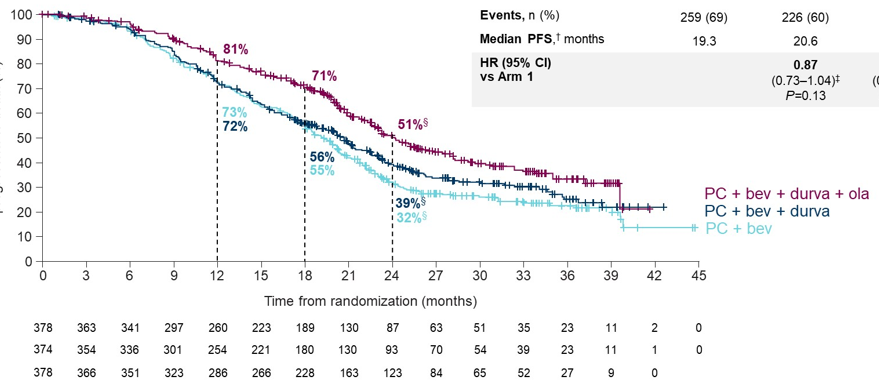 Events, n (%) 259 (69) 226 (60)
Median PFS,† months 19.3 20.6
HR (95% CI) 0.87
vs Arm 1 (0.73–1.04)‡
P=0.13
100
90
80
70
60
50
40
30
20
10
0
81%
71%
51%§
73%
72%
56%
55%
39%§
32%§
PC + bev + durva + ola
PC + bev + durva
PC + bev
0 3 6 9 12 15 18 21 24 27 30 33 36 39 42 45
Time from randomization (months)
378 363 341 297 260 223 189 130 87 63 51 35 23 11 2 0
374 354 336 301 254 221 180 130 93 70 54 39 23 11 1 0
378 366 351 323 286 266 228 163 123 84 65 52 27 9 0